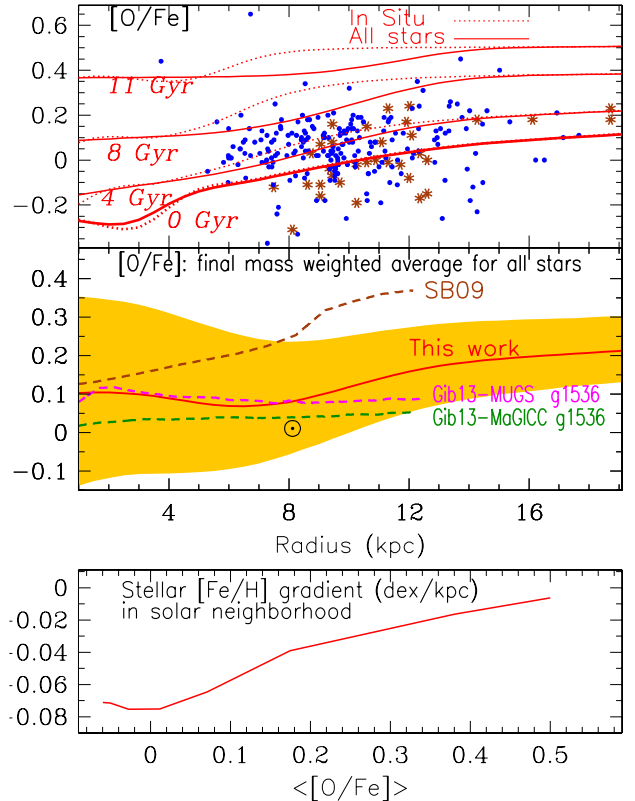 [O/Fe]
In Situ
All stars
0.6
0.4
0.2
0
−0.2
11 Gyr
8 Gyr
4 Gyr
0 Gyr
[O/Fe]: final mass weighted average for all stars
0.4
0.3
0.2
0.1
0
−0.1
SB09
This work
Gib13−MUGS g1536
Gib13−MaGICC g1536
4 8 12 16
Radius (kpc)
0
-0.02
-0.04
-0.06
-0.08
Stellar [Fe/H] gradient (dex/kpc)
in solar neighborhood
0 0.1 0.2 0.3 0.4 0.5
<[O/Fe]>